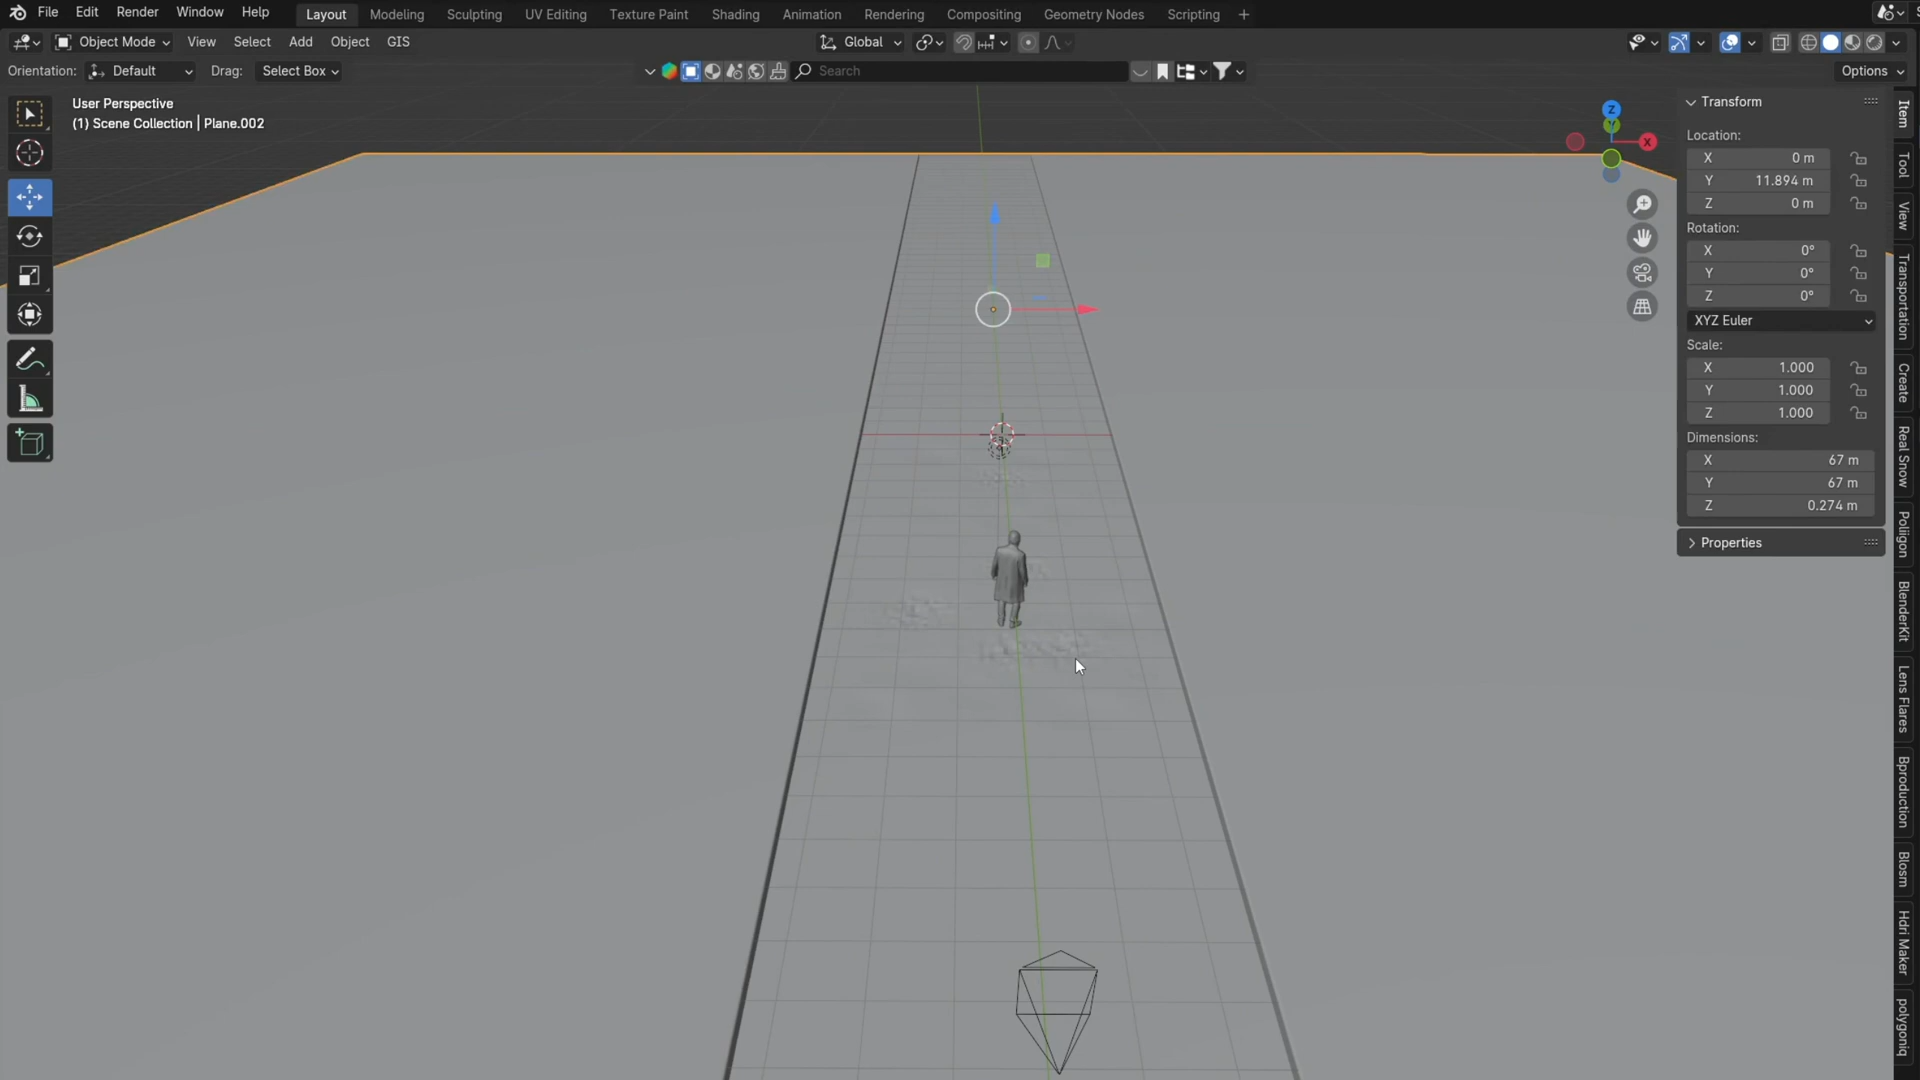 File Edit Render Window Help Layout Modeling Sculpting UV Editing Texture Paint Shading Animation Rendering Compositing Geometry Nodes Scripting +
Object Mode View Select Add Object GIS Global
Orientation: Default Drag: Select Box Search Options
User Perspective
(1) Scene Collection | Plane.002
Z
Y
X
Transform
Location:
X 0 m
Y 11.894 m
Z 0 m
Rotation:
X 0°
Y 0°
Z 0°
XYZ Euler
Scale:
X 1.000
Y 1.000
Z 1.000
Dimensions:
X 67 m
Y 67 m
Z 0.274 m
Properties
Item
Tool
View
Transportation
Create
Real Snow
Poliigon
BlenderKit
Lens Flares
Bproduction
Blosm
Hdri Maker
polygoniq